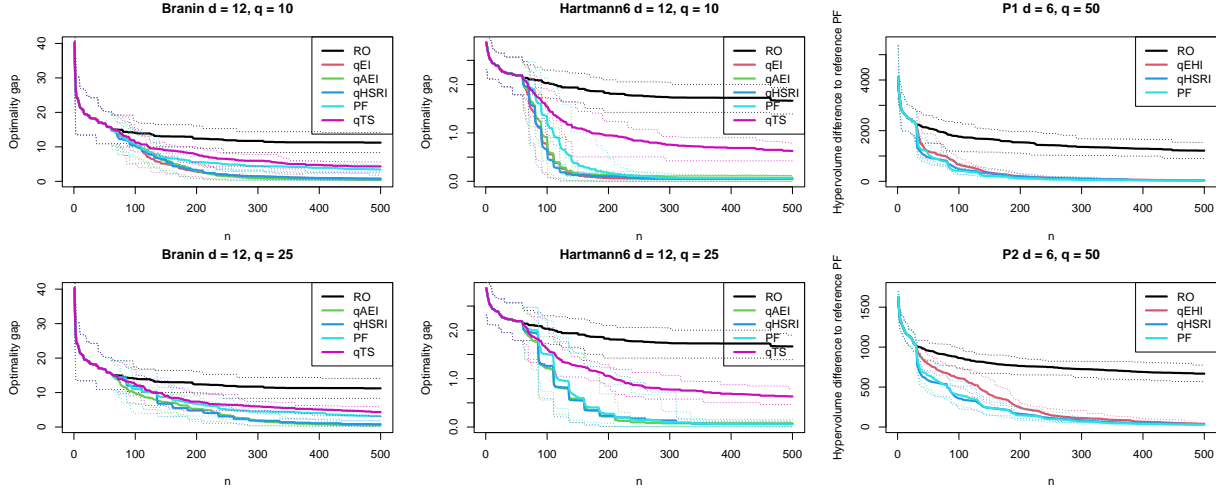 Branin d = 12, q = 10
Optimality gap
40
30
20
10
0
RO
qEI
qAEI
qHSRI
PF
qTS
0 100 200 300 400 500
n
Hartmann6 d = 12, q = 10
Optimality gap
2.0
1.0
0.0
RO
qEI
qAEI
qHSRI
PF
qTS
0 100 200 300 400 500
n
P1 d = 6, q = 50
Hypervolume difference to reference PF
4000
2000
0
RO
qEHI
qHSRI
PF
0 100 200 300 400 500
n
Branin d = 12, q = 25
Optimality gap
40
30
20
10
0
RO
qAEI
qHSRI
PF
qTS
0 100 200 300 400 500
n
Hartmann6 d = 12, q = 25
Optimality gap
2.0
1.0
0.0
RO
qAEI
qHSRI
PF
qTS
0 100 200 300 400 500
n
P2 d = 6, q = 50
Hypervolume difference to reference PF
1500
1000
500
0
RO
qEHI
qHSRI
PF
0 100 200 300 400 500
n